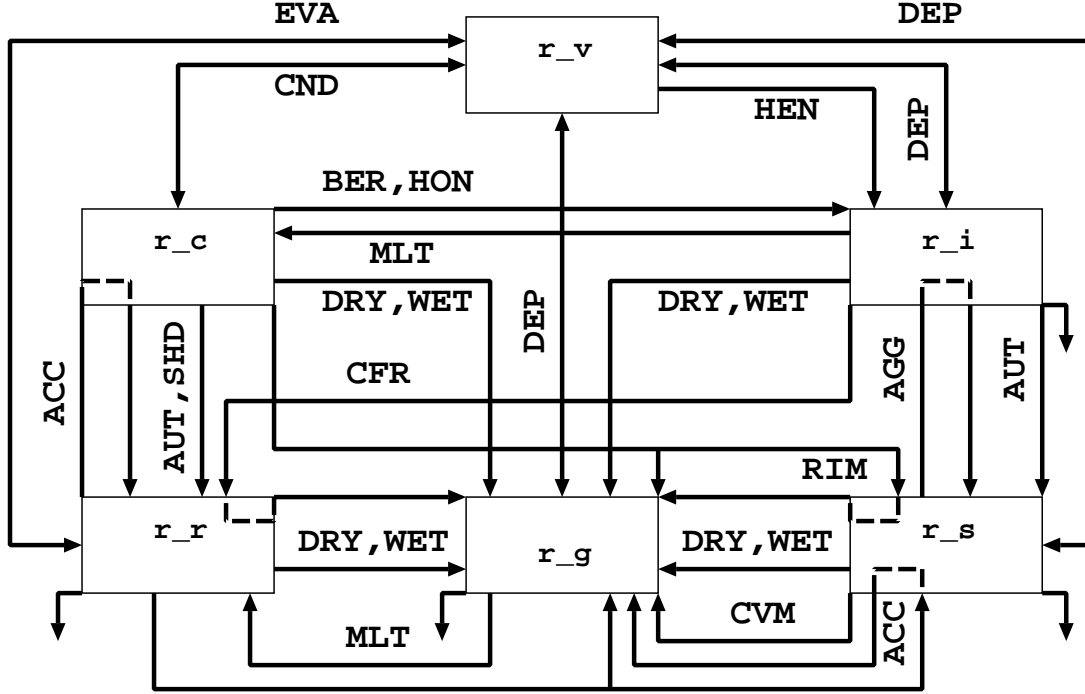 EVA
DEP
r_v
CND
HEN
DEP
BER,HON
r_c
r_i
MLT
DRY,WET
DRY,WET
DEP
ACC
AUT,SHD
CFR
AGG
AUT
RIM
r_r
r_g
r_s
DRY,WET
DRY,WET
MLT
CVM
ACC